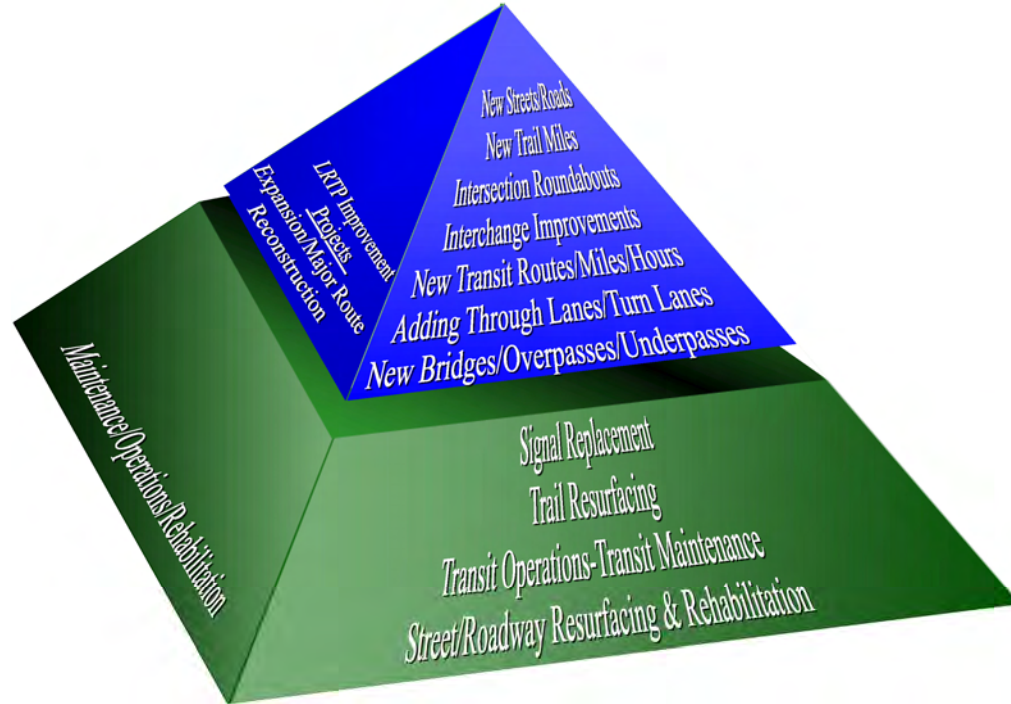 LRTP Improvement
Projects
Expansion/Major Route
Reconstruction
New Streets/Roads
New Trail Miles
Intersection Roundabouts
Interchange Improvements
New Transit Routes/Miles/Hours
Adding Through Lanes/Turn Lanes
New Bridges/Overpasses/Underpasses
Maintenance/Operations/Rehabilitation
Signal Replacement
Trail Resurfacing
Transit Operations-Transit Maintenance
Street/Roadway Resurfacing & Rehabilitation